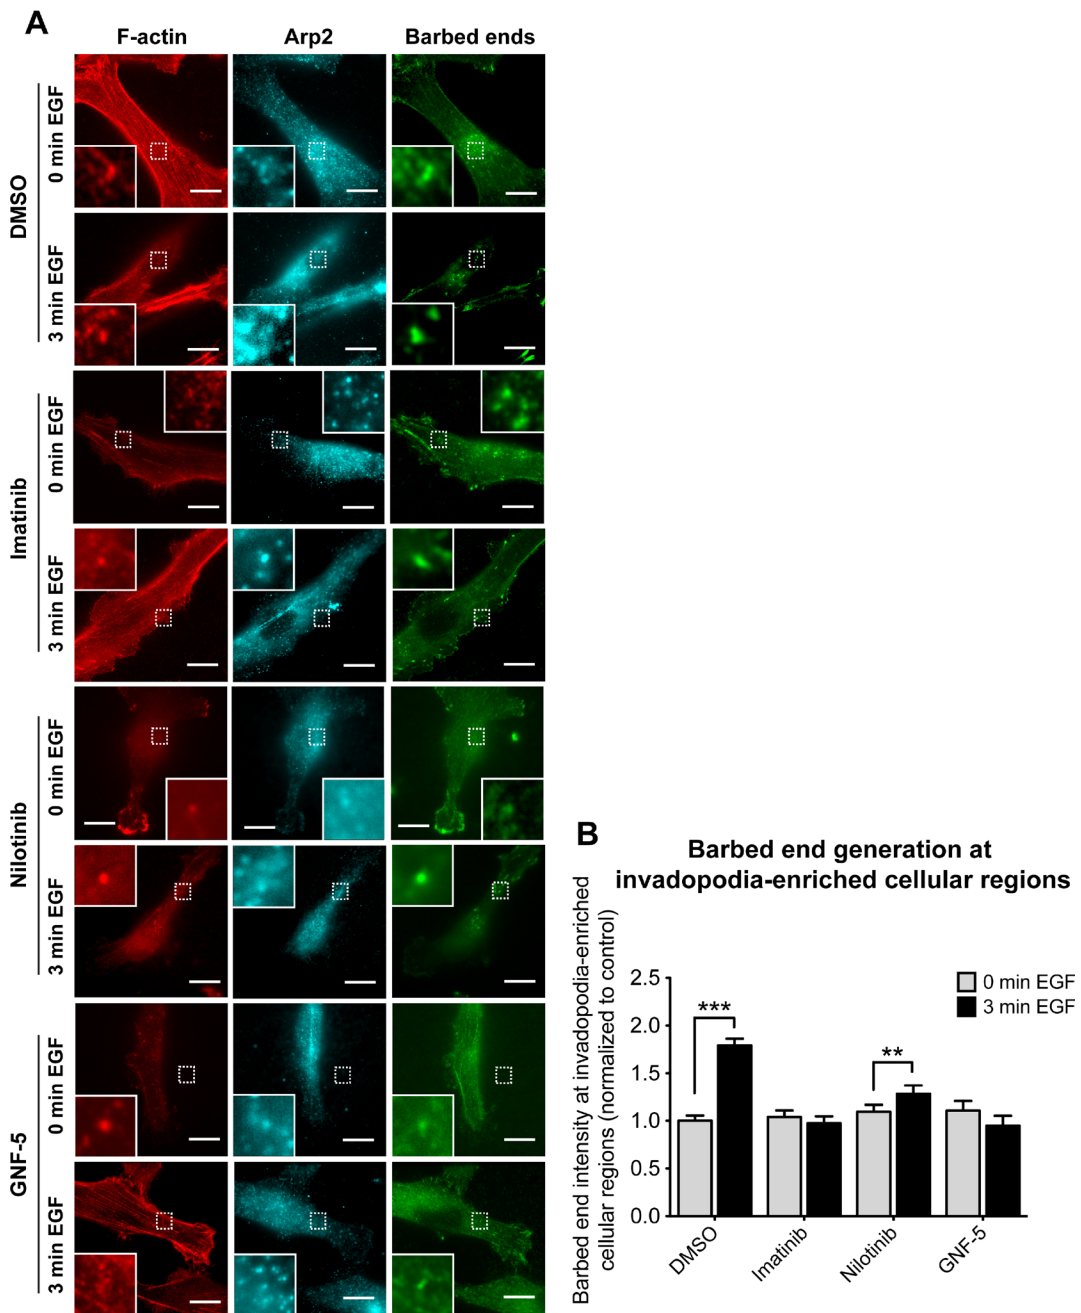 A
F-actin
Arp2
Barbed ends
DMSO
0 min EGF
3 min EGF
Imatinib
0 min EGF
3 min EGF
Nilotinib
0 min EGF
3 min EGF
GNF-5
0 min EGF
3 min EGF
B
Barbed end generation at
invadopodia-enriched cellular regions
Barbed end intensity at invadopodia-enriched
cellular regions (normalized to control)
2.5
2.0
1.5
1.0
0.5
0.0
0 min EGF
3 min EGF
***
**
DMSO
Imatinib
Nilotinib
GNF-5